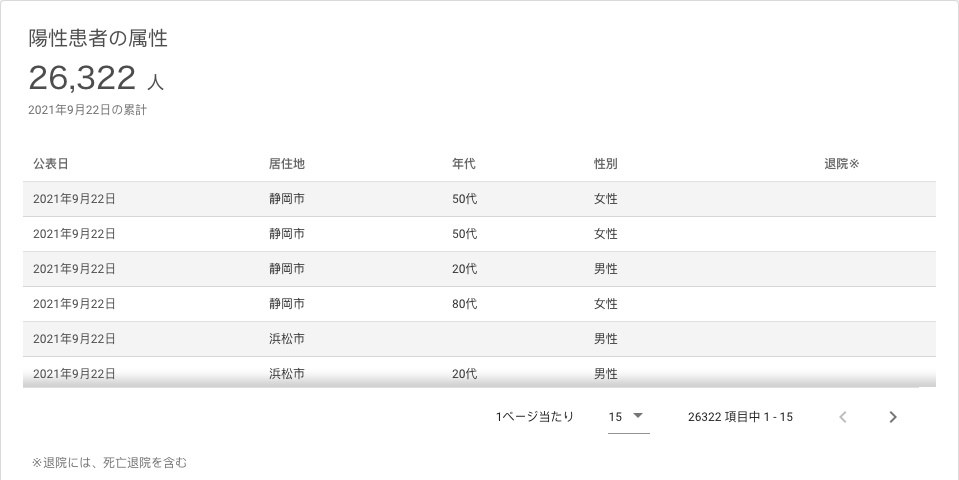 陽性患者の属性
26,322 人
2021年9月22日の累計
公表日 居住地 年代 性別 退院※
2021年9月22日 静岡市 50代 女性
2021年9月22日 静岡市 50代 女性
2021年9月22日 静岡市 20代 男性
2021年9月22日 静岡市 80代 女性
2021年9月22日 浜松市 男性
2021年9月22日 浜松市 20代 男性
1ページ当たり 15 26322 項目中 1 - 15
※退院には、死亡退院を含む